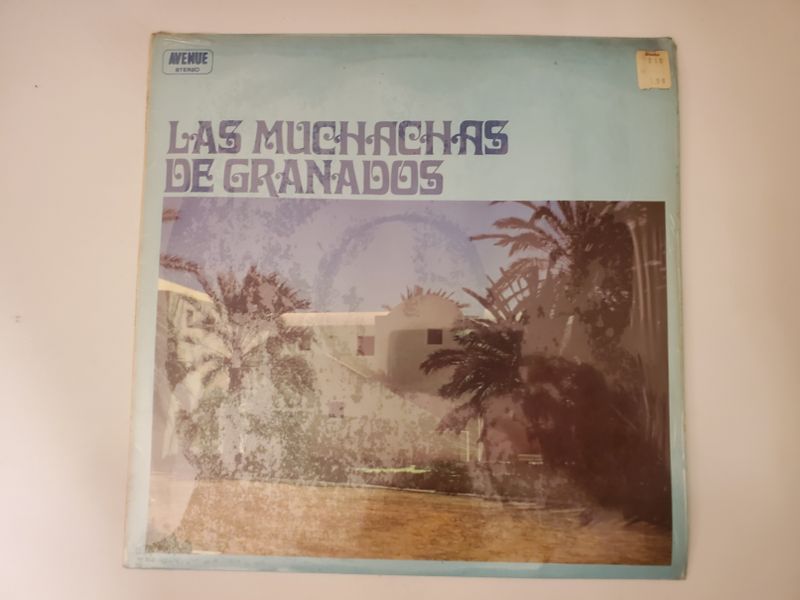 AVENUE
STEREO
LAS MUCHACHAS
DE GRANADOS